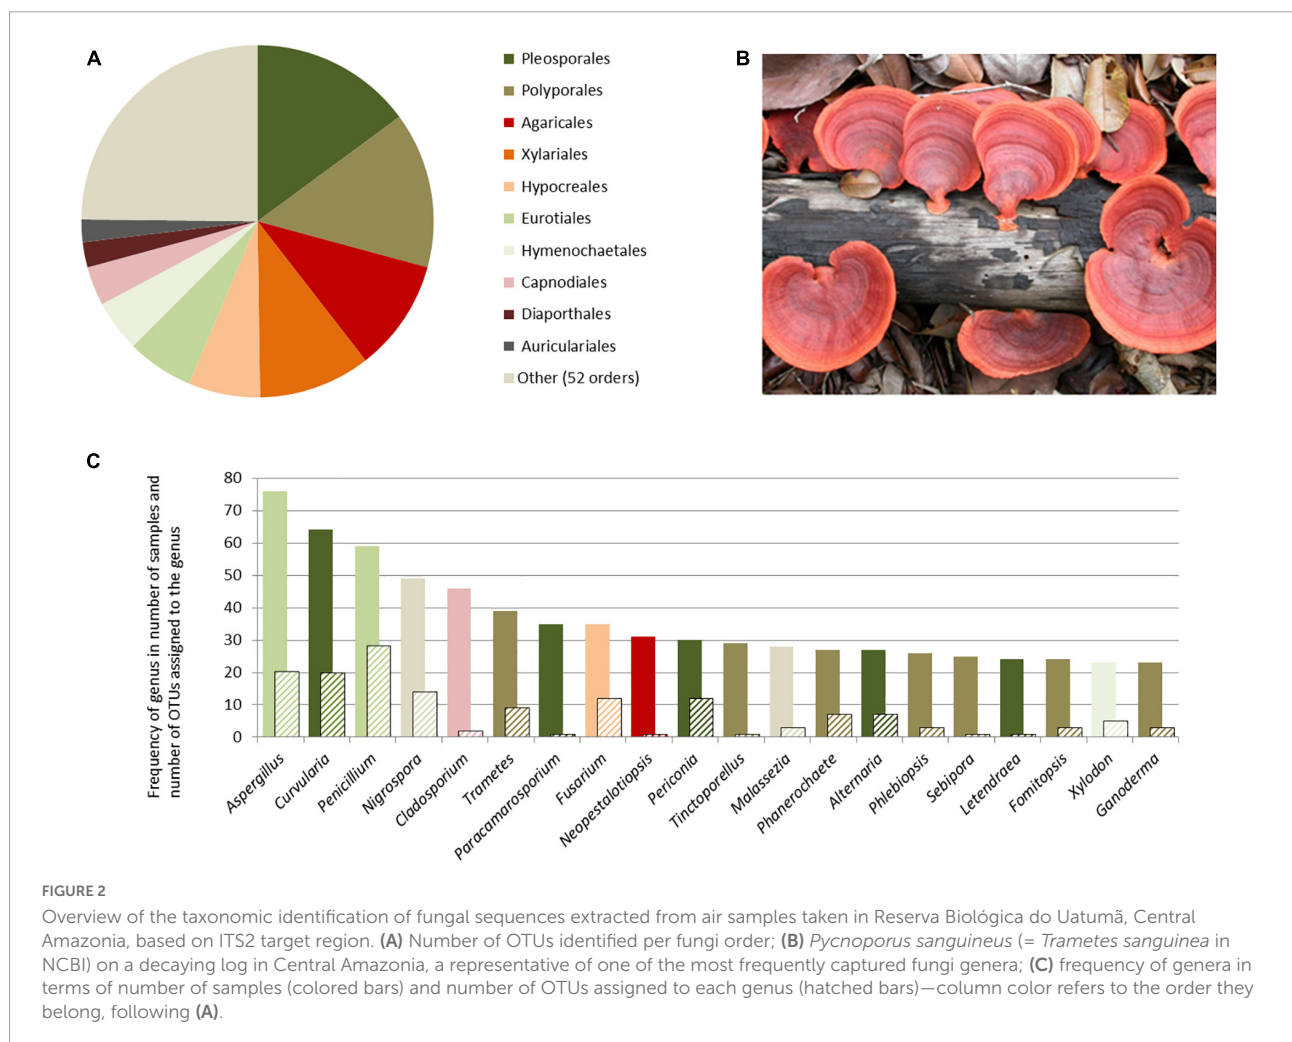 A
Pleosporales
Polyporales
Agaricales
Xylariales
Hypocreales
Eurotiales
Hymenochaetales
Capnodiales
Diaporthales
Auriculariales
Other (52 orders)
B
C
Frequency of genus in number of samples and
number of OTUs assigned to the genus
80
70
60
50
40
30
20
10
0
Aspergillus
Curvularia
Penicillium
Nigrospora
Cladosporium
Trametes
Paracamarosporium
Fusarium
Neopestalotiopsis
Periconia
Tinctoporellus
Malassezia
Phanerochaete
Alternaria
Phlebiopsis
Sebipora
Letendraea
Fomitopsis
Xylodon
Ganoderma
FIGURE 2
Overview of the taxonomic identification of fungal sequences extracted from air samples taken in Reserva Biológica do Uatumã, Central
Amazonia, based on ITS2 target region. (A) Number of OTUs identified per fungi order; (B) Pycnoporus sanguineus (= Trametes sanguinea in
NCBI) on a decaying log in Central Amazonia, a representative of one of the most frequently captured fungi genera; (C) frequency of genera in
terms of number of samples (colored bars) and number of OTUs assigned to each genus (hatched bars)—column color refers to the order they
belong, following (A).